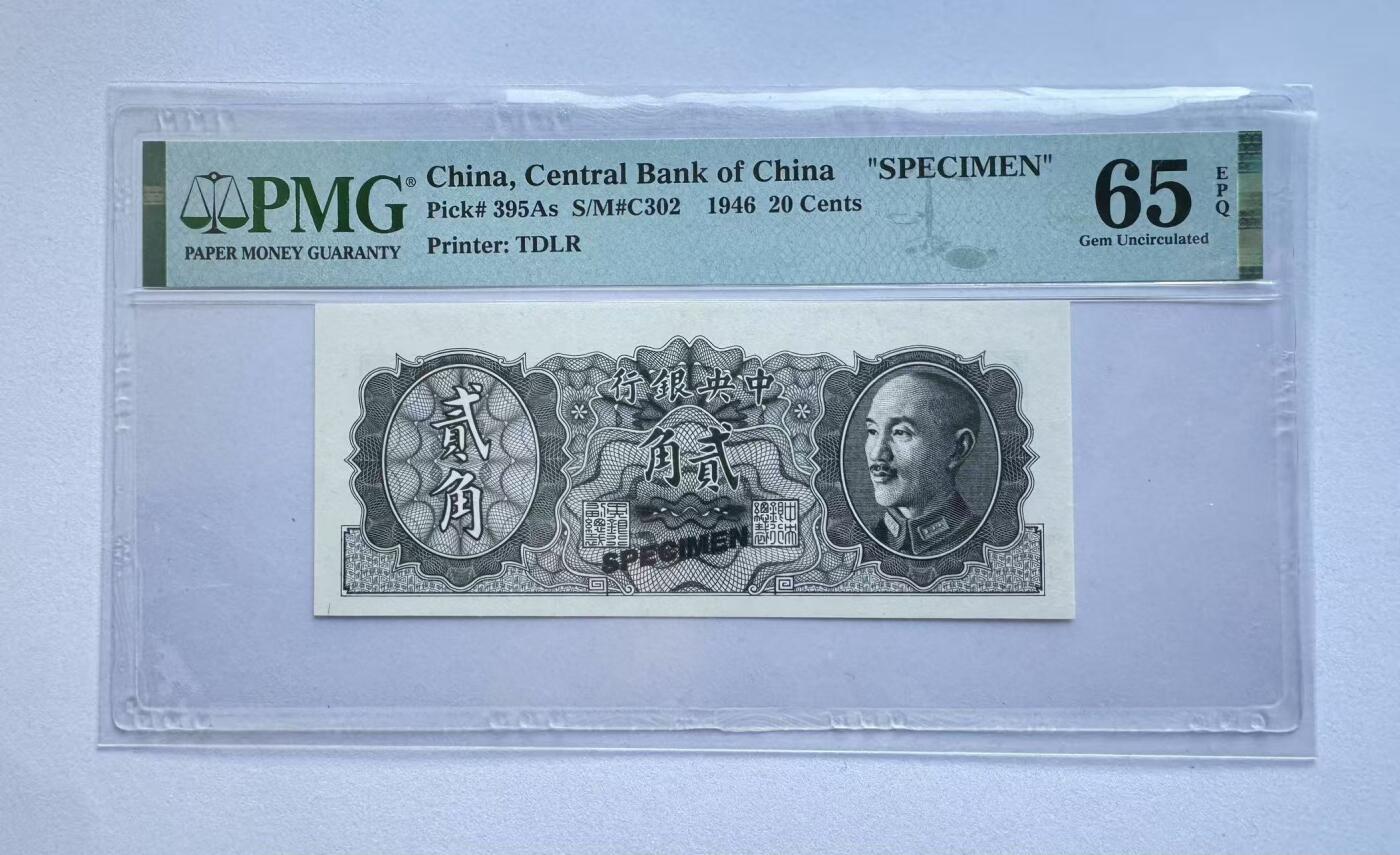 PMG®
PAPER MONEY GUARANTY
China, Central Bank of China "SPECIMEN"
Pick# 395As S/M#C302 1946 20 Cents
Printer: TDLR
65
EPQ
Gem Uncirculated
行銀央中
角貳
貳角
SPECIMEN